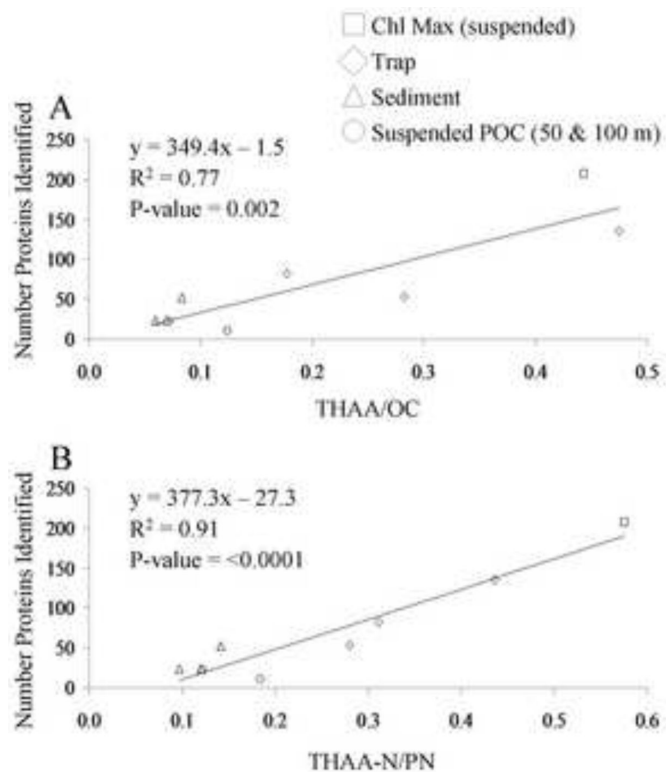 Chl Max (suspended)
Trap
Sediment
Suspended POC (50 & 100 m)
A
Number Proteins Identified
250
200
150
100
50
0
y = 349.4x – 1.5
R² = 0.77
P-value = 0.002
0.0 0.1 0.2 0.3 0.4 0.5
THAA/OC
B
Number Proteins Identified
250
200
150
100
50
0
y = 377.3x – 27.3
R² = 0.91
P-value = <0.0001
0.0 0.1 0.2 0.3 0.4 0.5 0.6
THAA-N/PN